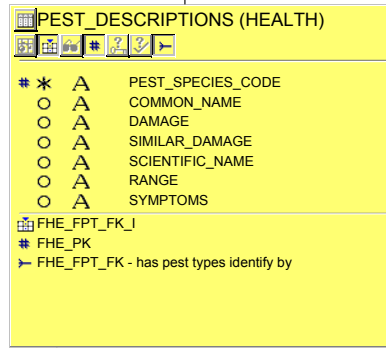 PEST_DESCRIPTIONS (HEALTH)
# * A PEST_SPECIES_CODE
O A COMMON_NAME
O A DAMAGE
O A SIMILAR_DAMAGE
O A SCIENTIFIC_NAME
O A RANGE
O A SYMPTOMS
FHE_FPT_FK_I
# FHE_PK
FHE_FPT_FK - has pest types identify by